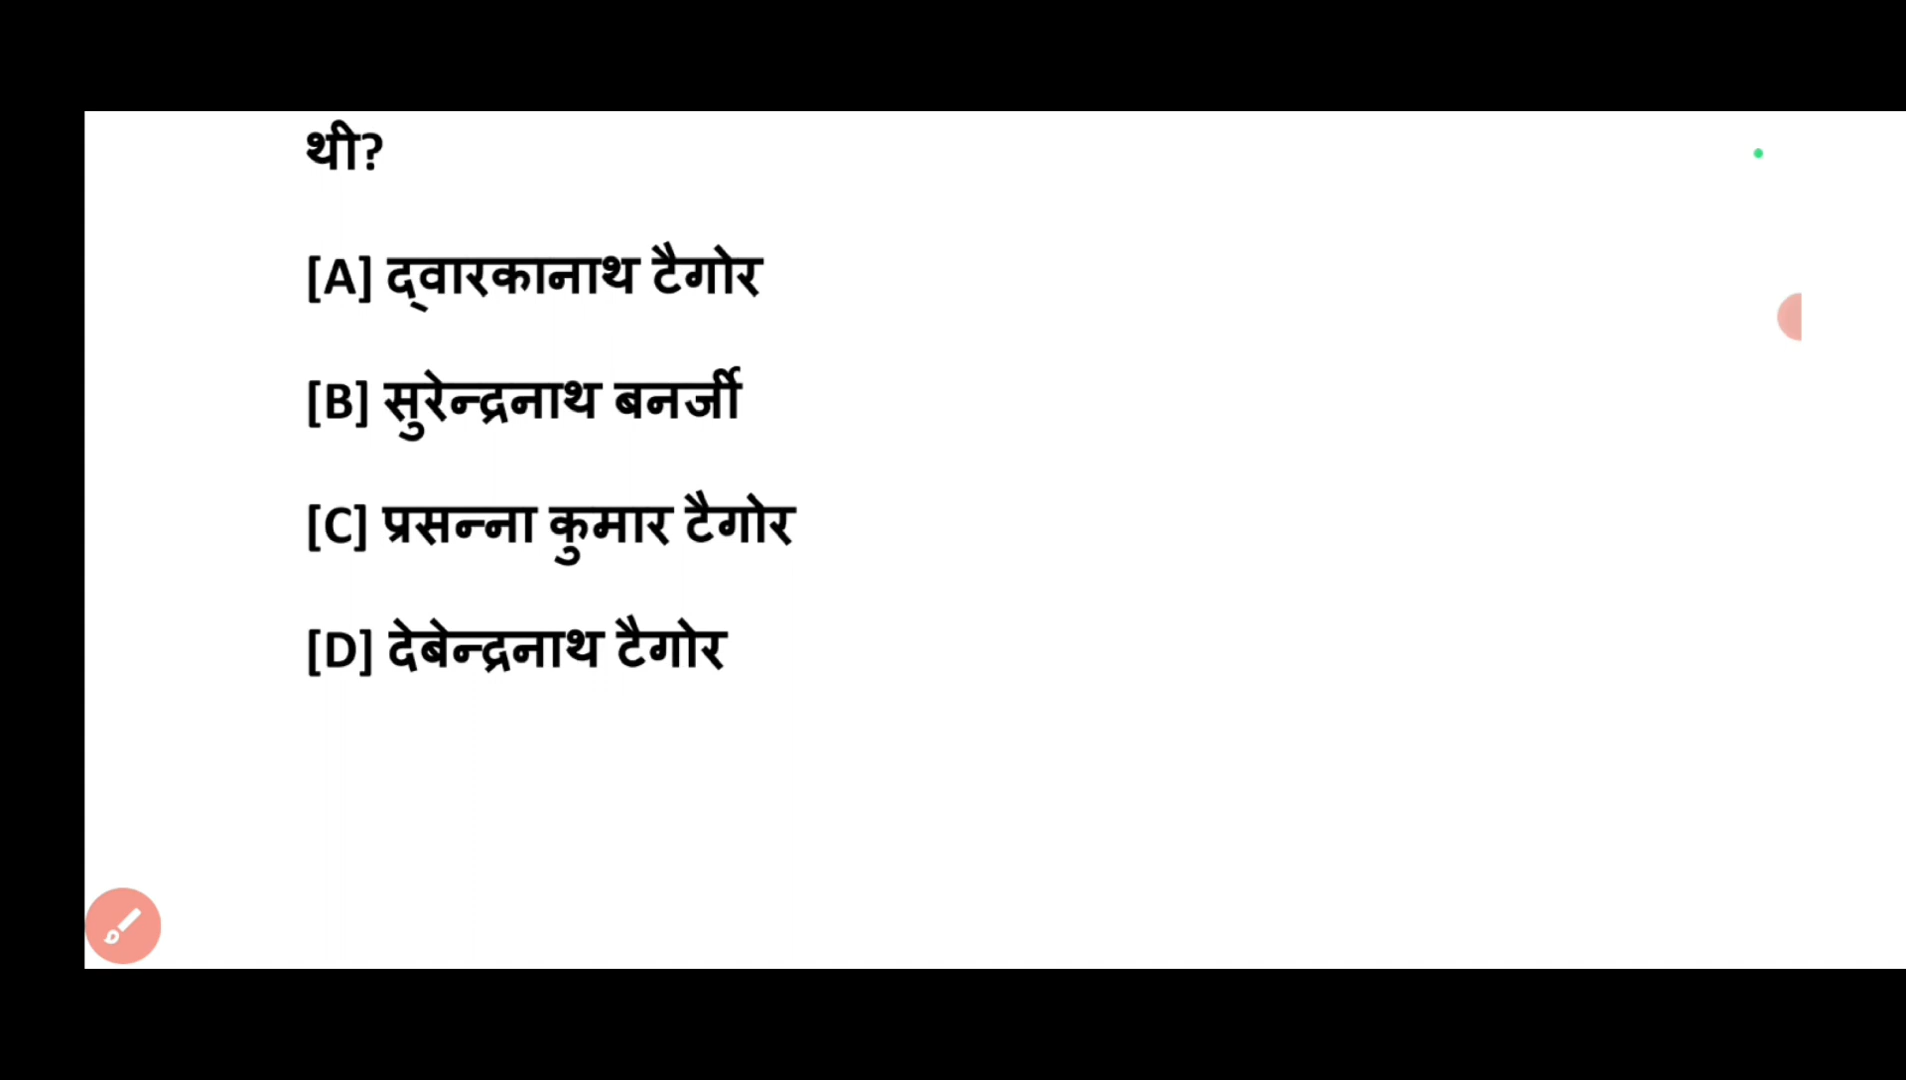 थी?
[A] द्‌वारकानाथ टैगोर
[B] सुरेन्द्रनाथ बनर्जी
[C] प्रसन्ना कुमार टैगोर
[D] देबेन्द्रनाथ टैगोर